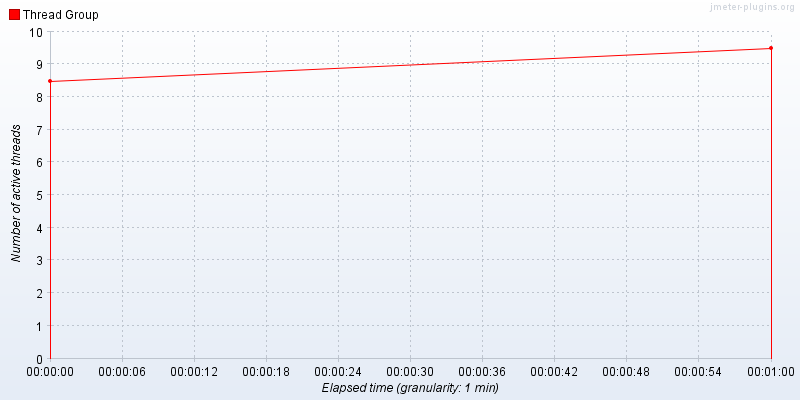 Thread Group
jmeter-plugins.org
10
9
8
7
6
5
4
3
2
1
0
Number of active threads
00:00:00 00:00:06 00:00:12 00:00:18 00:00:24 00:00:30 00:00:36 00:00:42 00:00:48 00:00:54 00:01:00
Elapsed time (granularity: 1 min)